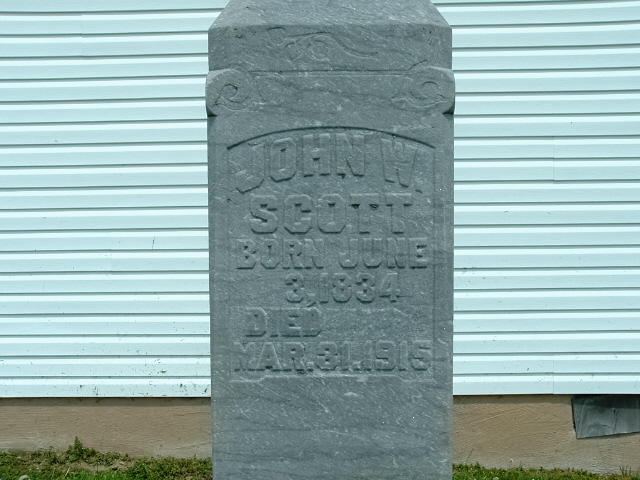 JOHN W.
SCOTT
BORN JUNE
3, 1834
DIED
MAR. 31. 1915